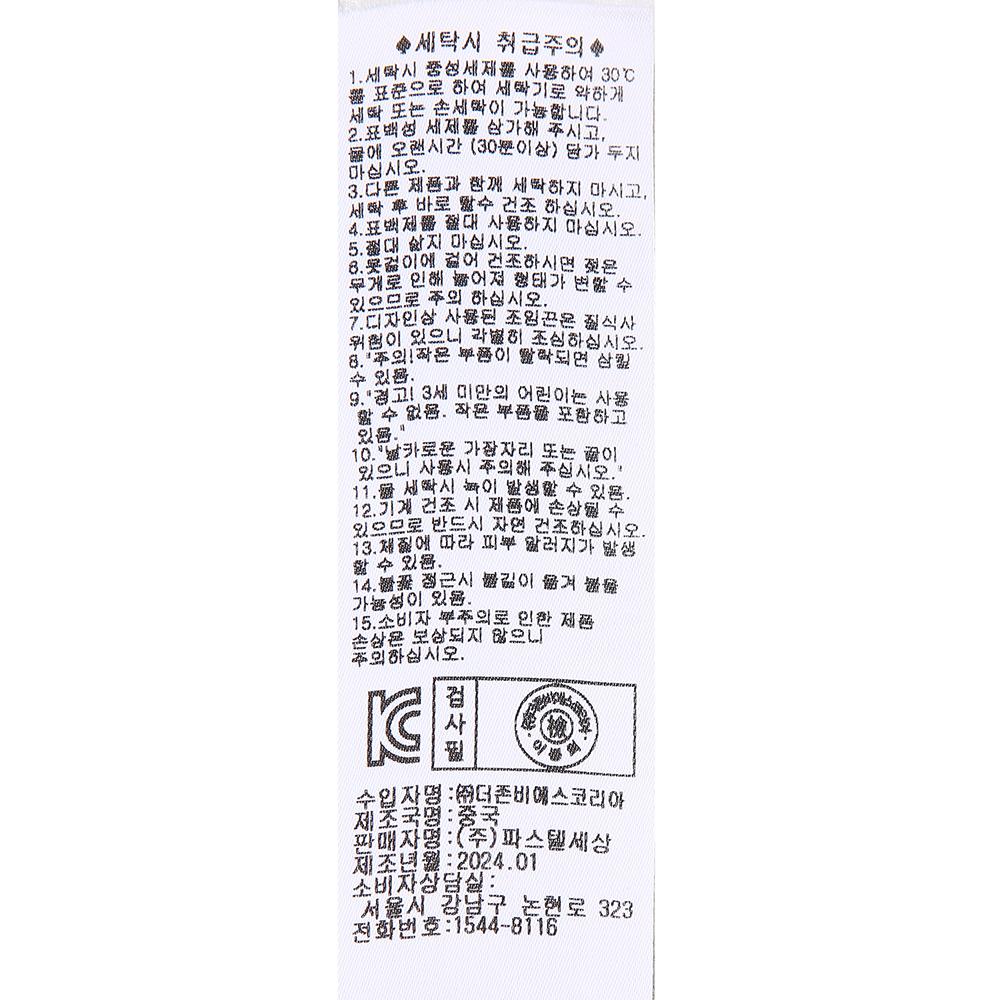 ♠세탁시 취급주의♠
1.세탁시 중성세제를 사용하여 30℃
를 표준으로 하여 세탁기로 약하게
세탁 또는 손세탁이 가능합니다.
2.표백성 세제를 삼가해 주시고,
물에 오랜시간 (30분이상) 담가 두지
마십시오.
3.다른 제품과 함께 세탁하지 마시고,
세탁 후 바로 탈수 건조 하십시오.
4.표백제를 절대 사용하지 마십시오.
5.절대 삶지 마십시오.
6.옷걸이에 걸어 건조하시면 젖은
무게로 인해 늘어져 형태가 변할 수
있으므로 주의 하십시오.
7.디자인상 사용된 조임끈은 질식사
위험이 있으니 각별히 조심하십시오.
8."주의!작은 부품이 탈락되면 삼킬
수 있음.
9."경고! 3세 미만의 어린이는 사용
할 수 없음. 작은 부품을 포함하고
있음."
10."날카로운 가장자리 또는 끝이
있으니 사용시 주의해 주십시오."
11.물 세탁시 녹이 발생할 수 있음.
12.기계 건조 시 제품에 손상될 수
있으므로 반드시 자연 건조하십시오.
13.체질에 따라 피부 알러지가 발생
할 수 있음.
14.불꽃 접근시 불길이 옮겨 붙을
가능성이 있음.
15.소비자 부주의로 인한 제품
손상은 보상되지 않으니
주의하십시오.
KC
검
사
필
檢
수입자명:㈜더존비에스코리아
제조국명:중국
판매자명:(주)파스텔세상
제조년월:2024.01
소비자상담실:
서울시 강남구 논현로 323
전화번호:1544-8116